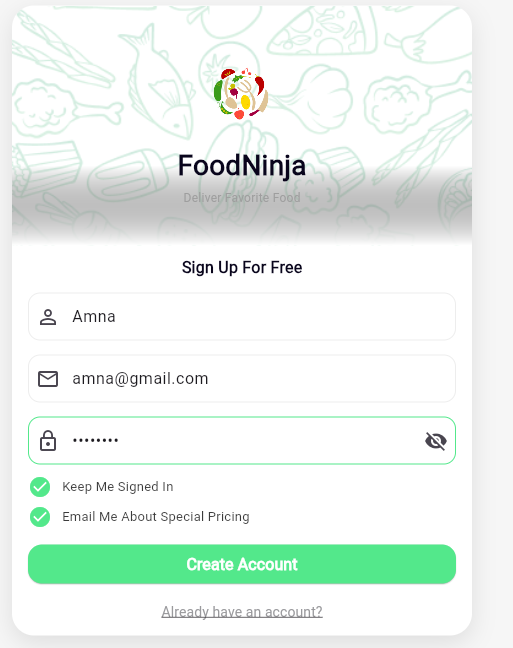 FoodNinja
Deliver Favorite Food
Sign Up For Free
Amna
amna@gmail.com
••••••••
Keep Me Signed In
Email Me About Special Pricing
Create Account
Already have an account?